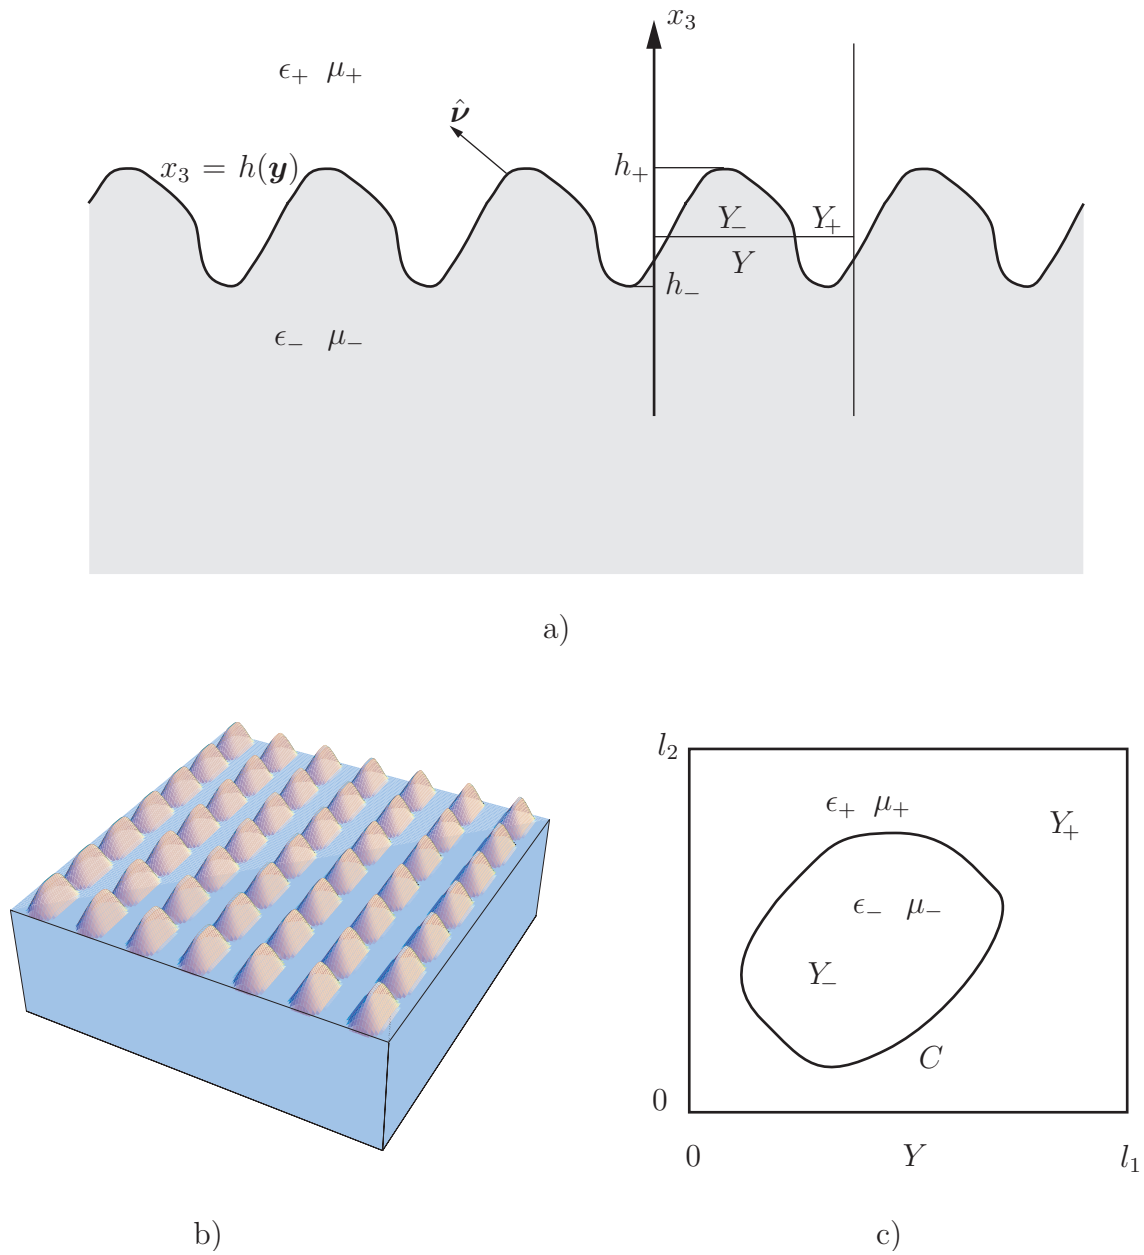 x₃
ϵ₊ μ₊
ν̂
x₃ = h(y)
h₊
Y₋ Y₊
Y
h₋
ϵ₋ μ₋
a)
l₂
ϵ₊ μ₊
Y₊
ϵ₋ μ₋
Y₋
C
0
0 Y l₁
b) c)